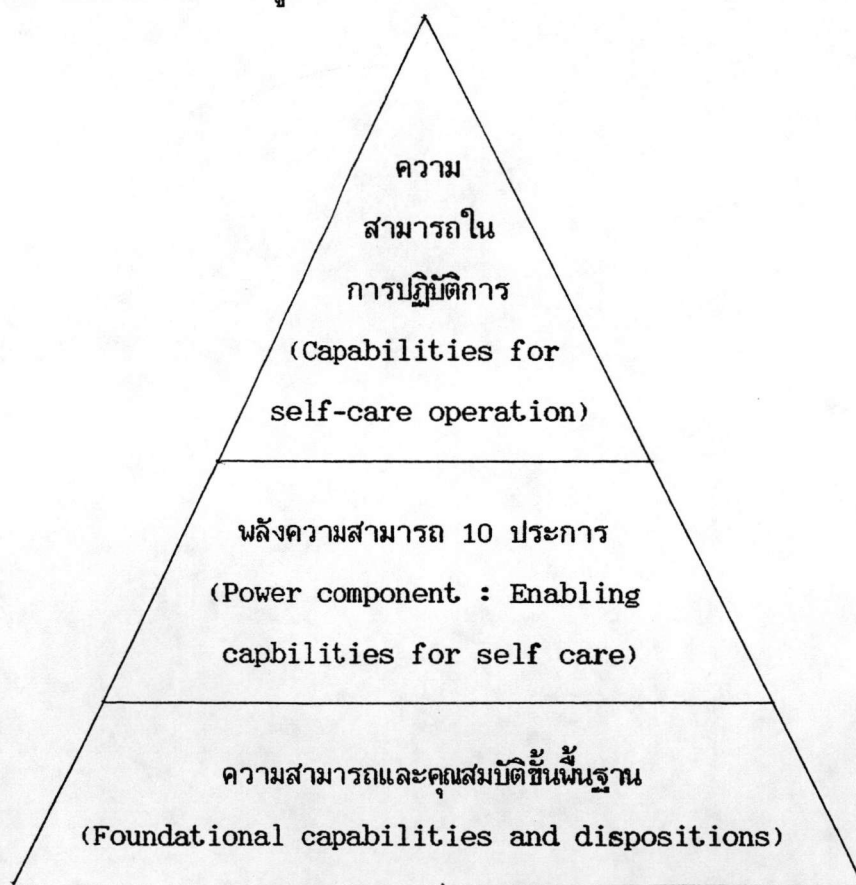 ความ
สามารถใน
การปฏิบัติการ
(Capabilities for
self-care operation)
พลังความสามารถ 10 ประการ
(Power component : Enabling
capbilities for self care)
ความสามารถและคุณสมบัติขั้นพื้นฐาน
(Foundational capabilities and dispositions)